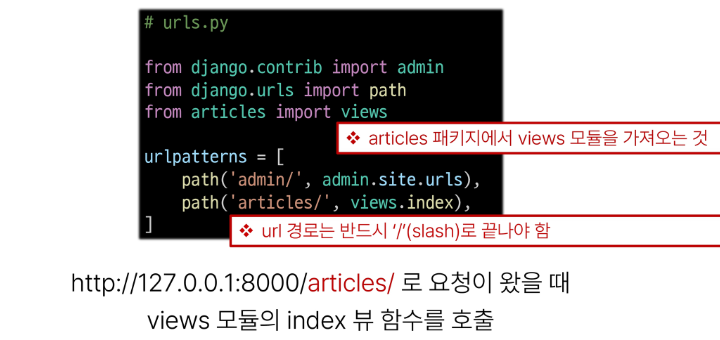 # urls.py
from django.contrib import admin
from django.urls import path
from articles import views
❖ articles 패키지에서 views 모듈을 가져오는 것
urlpatterns = [
    path('admin/', admin.site.urls),
    path('articles/', views.index),
]
❖ url 경로는 반드시 ‘/’(slash)로 끝나야 함
http://127.0.0.1:8000/articles/ 로 요청이 왔을 때
views 모듈의 index 뷰 함수를 호출